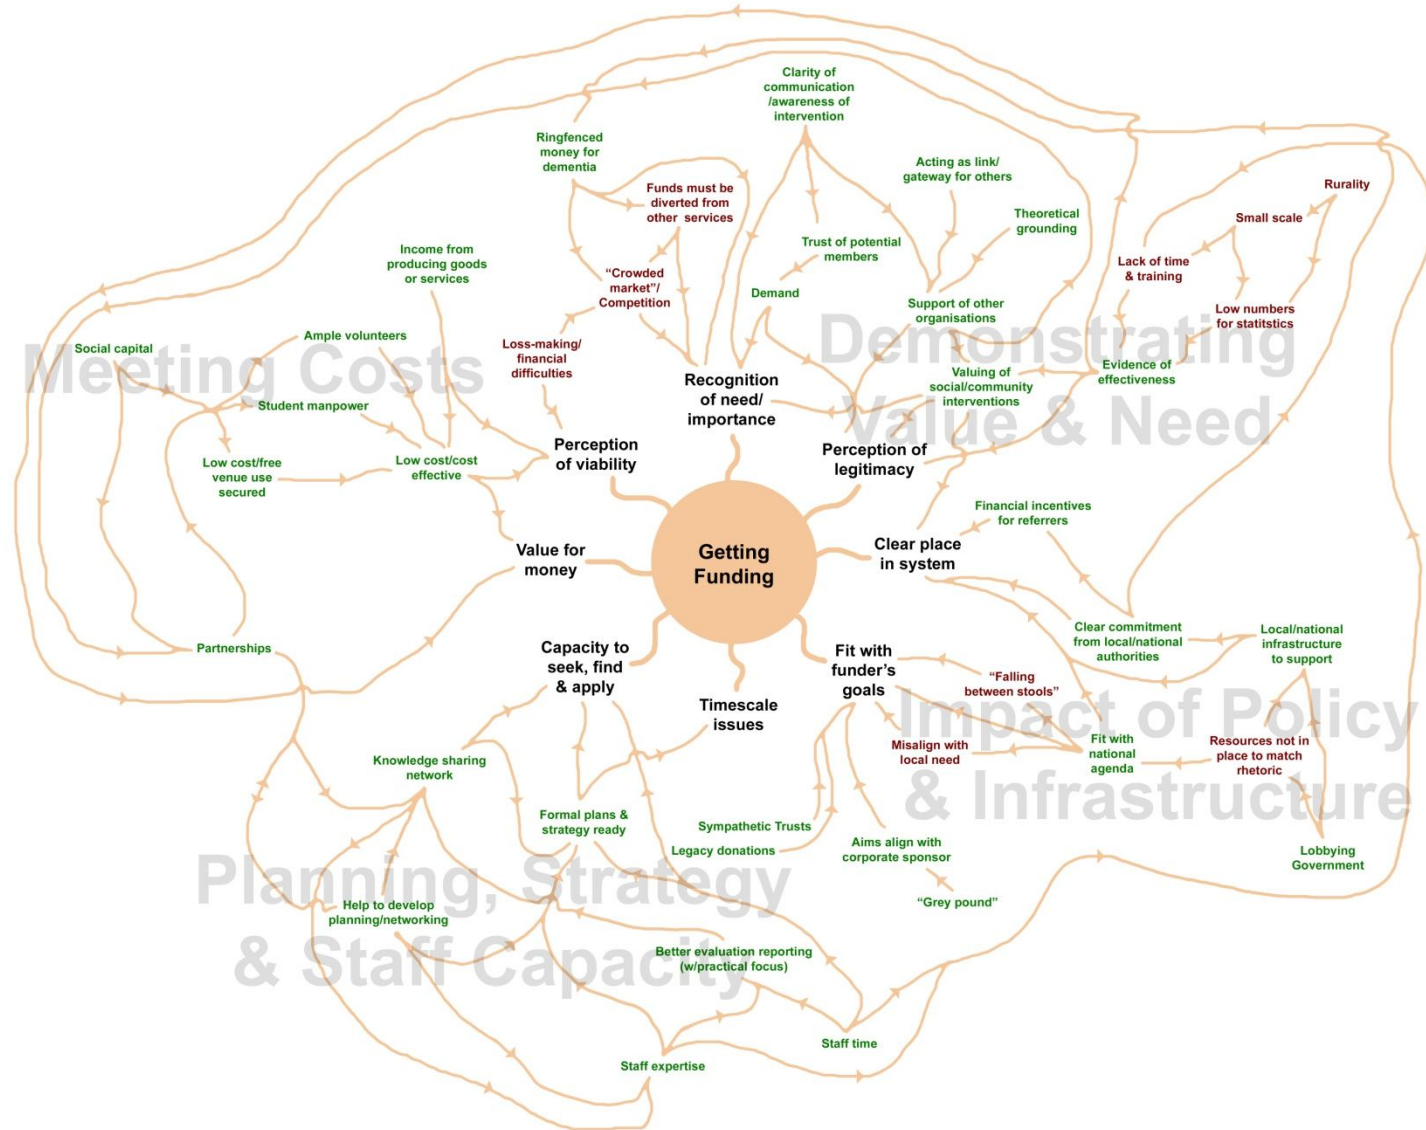 Clarity of
communication
/awareness of
intervention
Ringfenced
money for
dementia
Acting as link/
gateway for others
Funds must be
diverted from
other services
Rurality
Small scale
Theoretical
grounding
Trust of potential
members
Income from
producing goods
or services
Lack of time
& training
"Crowded
market"/
Competition
Demand
Support of other
organisations
Low numbers
for statitstics
Demonstrating
Value & Need
Meeting Costs
Ample volunteers
Social capital
Loss-making/
financial
difficulties
Evidence of
effectiveness
Valuing of
social/community
interventions
Recognition
of need/
importance
Student manpower
Perception
of viability
Perception of
legitimacy
Low cost/free
venue use
secured
Low cost/cost
effective
Financial incentives
for referrers
Getting
Funding
Value for
money
Clear place
in system
Partnerships
Capacity to
seek, find
& apply
Fit with
funder's
goals
Clear commitment
from local/national
authorities
Local/national
infrastructure
to support
"Falling
between stools"
Timescale
issues
Impact of Policy
& Infrastructure
Misalign with
local need
Fit with
national
agenda
Resources not in
place to match
rhetoric
Knowledge sharing
network
Formal plans &
strategy ready
Sympathetic Trusts
Legacy donations
Aims align with
corporate sponsor
Lobbying
Government
"Grey pound"
Planning, Strategy
& Staff Capacity
Help to develop
planning/networking
Better evaluation reporting
(w/practical focus)
Staff time
Staff expertise